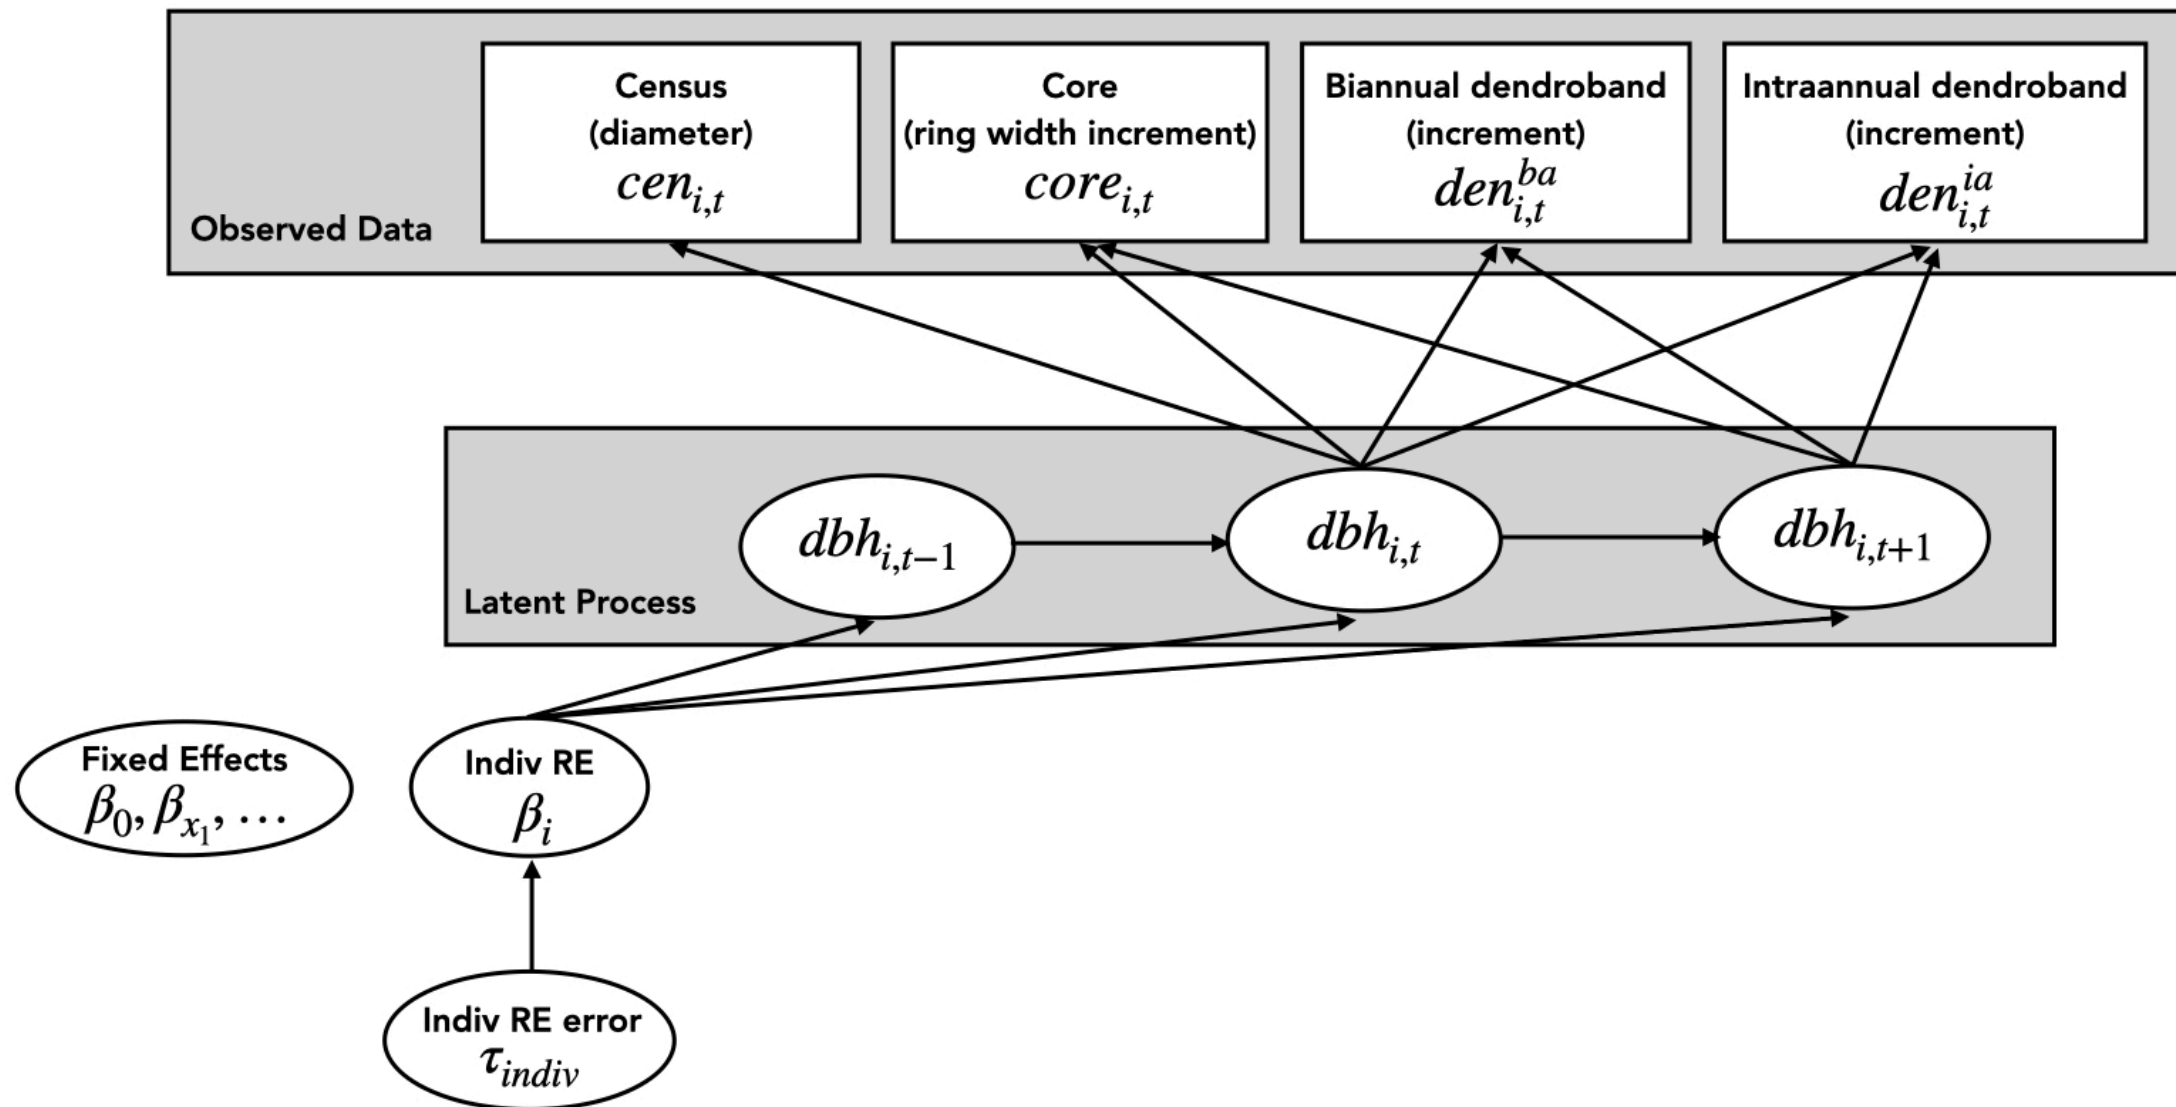 Census
(diameter)
cen_{i,t}
Core
(ring width increment)
core_{i,t}
Biannual dendroband
(increment)
den^{ba}_{i,t}
Intraannual dendroband
(increment)
den^{ia}_{i,t}
Observed Data
dbh_{i,t−1}
dbh_{i,t}
dbh_{i,t+1}
Latent Process
Fixed Effects
β_0, β_{x_1}, …
Indiv RE
β_i
Indiv RE error
τ_{indiv}